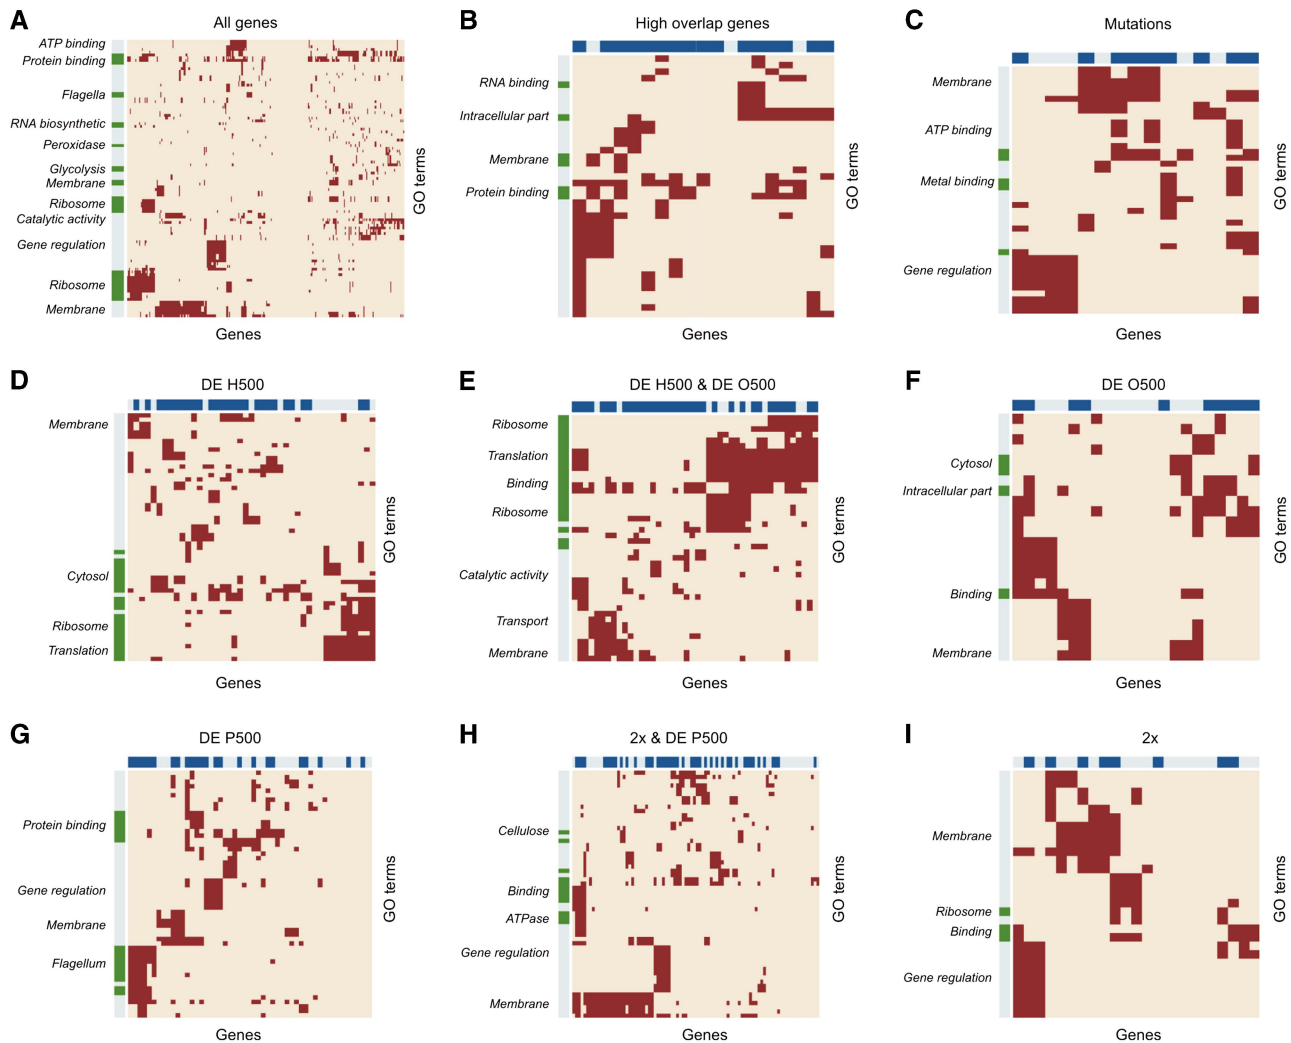 A
All genes
ATP binding
Protein binding
Flagella
RNA biosynthetic
Peroxidase
Glycolysis
Membrane
Ribosome
Catalytic activity
Gene regulation
Ribosome
Membrane
GO terms
Genes
B
High overlap genes
RNA binding
Intracellular part
Membrane
Protein binding
GO terms
Genes
C
Mutations
Membrane
ATP binding
Metal binding
Gene regulation
GO terms
Genes
D
DE H500
Membrane
Cytosol
Ribosome
Translation
GO terms
Genes
E
DE H500 & DE O500
Ribosome
Translation
Binding
Ribosome
Catalytic activity
Transport
Membrane
GO terms
Genes
F
DE O500
Cytosol
Intracellular part
Binding
Membrane
GO terms
Genes
G
DE P500
Protein binding
Gene regulation
Membrane
Flagellum
GO terms
Genes
H
2x & DE P500
Cellulose
Binding
ATPase
Gene regulation
Membrane
GO terms
Genes
I
2x
Membrane
Ribosome
Binding
Gene regulation
GO terms
Genes